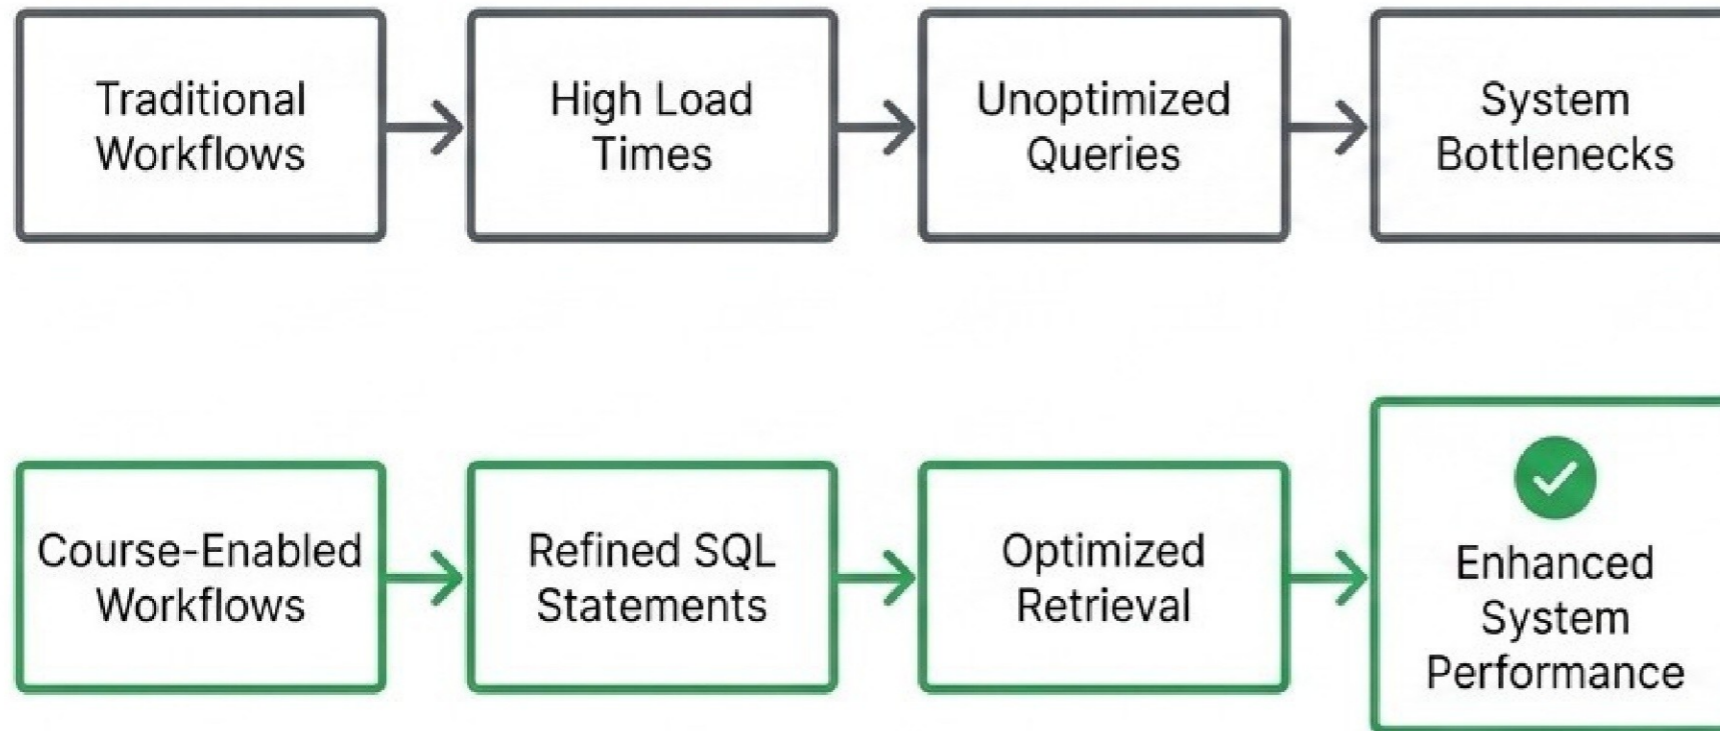 Traditional
Workflows
High Load
Times
Unoptimized
Queries
System
Bottlenecks
Course-Enabled
Workflows
Refined SQL
Statements
Optimized
Retrieval
Enhanced
System
Performance